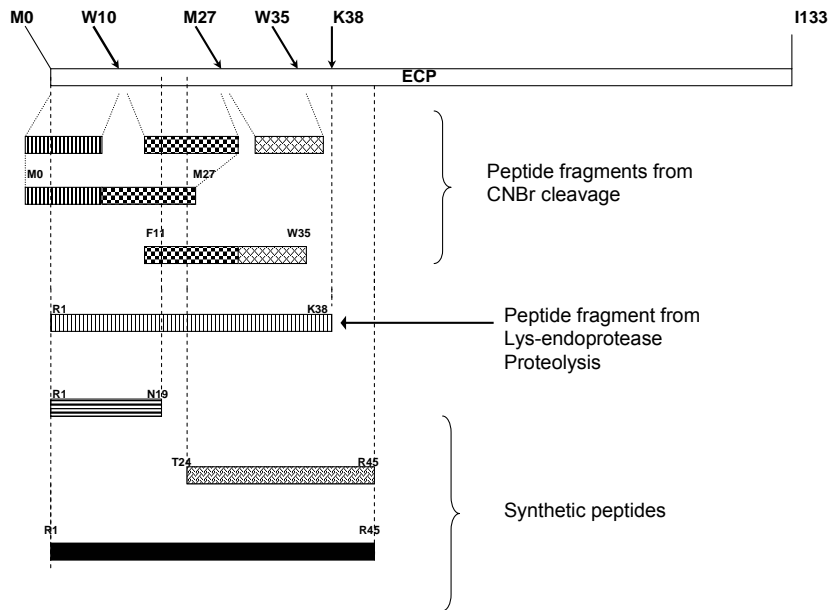 M0 W10 M27 W35 K38 I133
ECP
M0 M27
F11 W35
Peptide fragments from
CNBr cleavage
R1 K38
Peptide fragment from
Lys-endoprotease
Proteolysis
R1 N19
T24 R45
Synthetic peptides
R1 R45